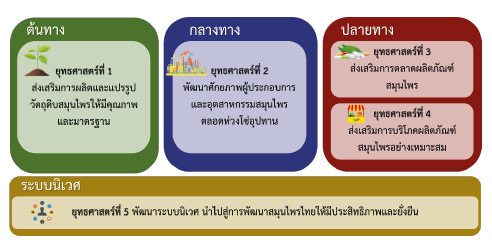 ต้นทาง
ยุทธศาสตร์ที่ 1
ส่งเสริมการผลิตและแปรรูป
วัตถุดิบสมุนไพรให้มีคุณภาพ
และมาตรฐาน
กลางทาง
ยุทธศาสตร์ที่ 2
พัฒนาศักยภาพผู้ประกอบการ
และอุตสาหกรรมสมุนไพร
ตลอดห่วงโซ่อุปทาน
ปลายทาง
ยุทธศาสตร์ที่ 3
ส่งเสริมการตลาดผลิตภัณฑ์
สมุนไพร
ยุทธศาสตร์ที่ 4
ส่งเสริมการบริโภคผลิตภัณฑ์
สมุนไพรอย่างเหมาะสม
ระบบนิเวศ
ยุทธศาสตร์ที่ 5 พัฒนาระบบนิเวศ นำไปสู่การพัฒนาสมุนไพรไทยให้มีประสิทธิภาพและยั่งยืน